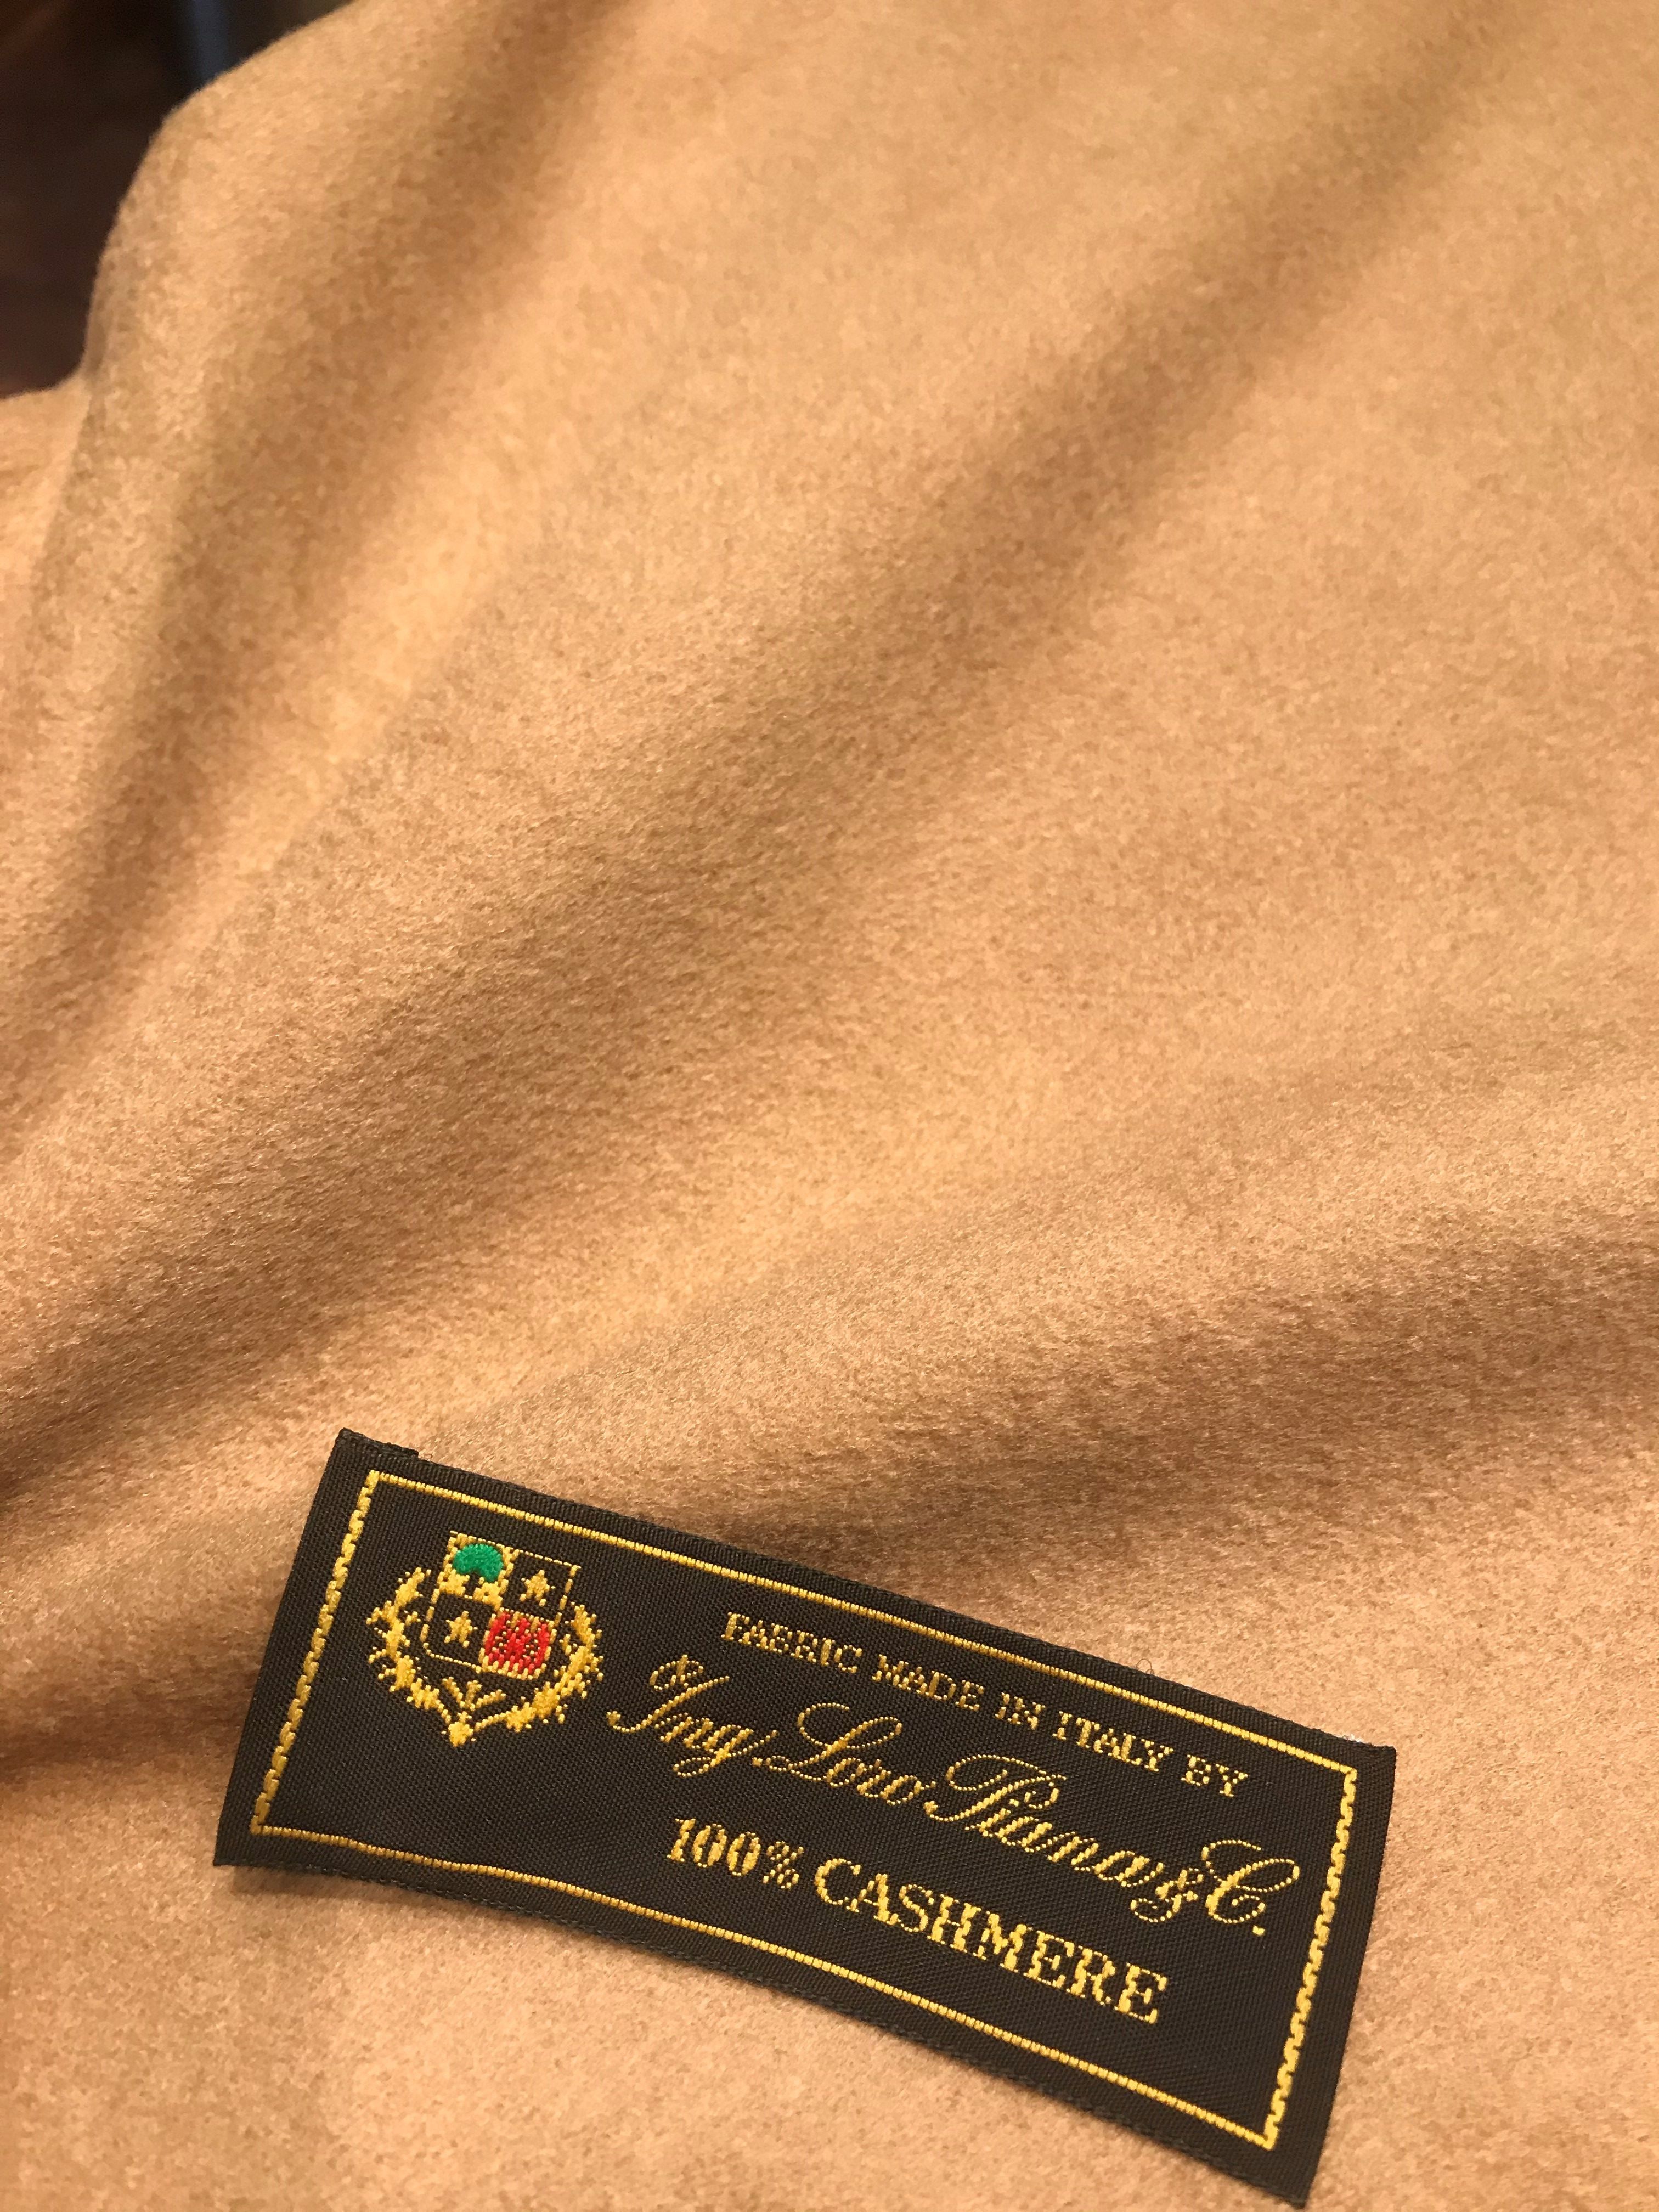 FABRIC MADE IN ITALY BY
Ing. Loro Piana & C.
100% CASHMERE